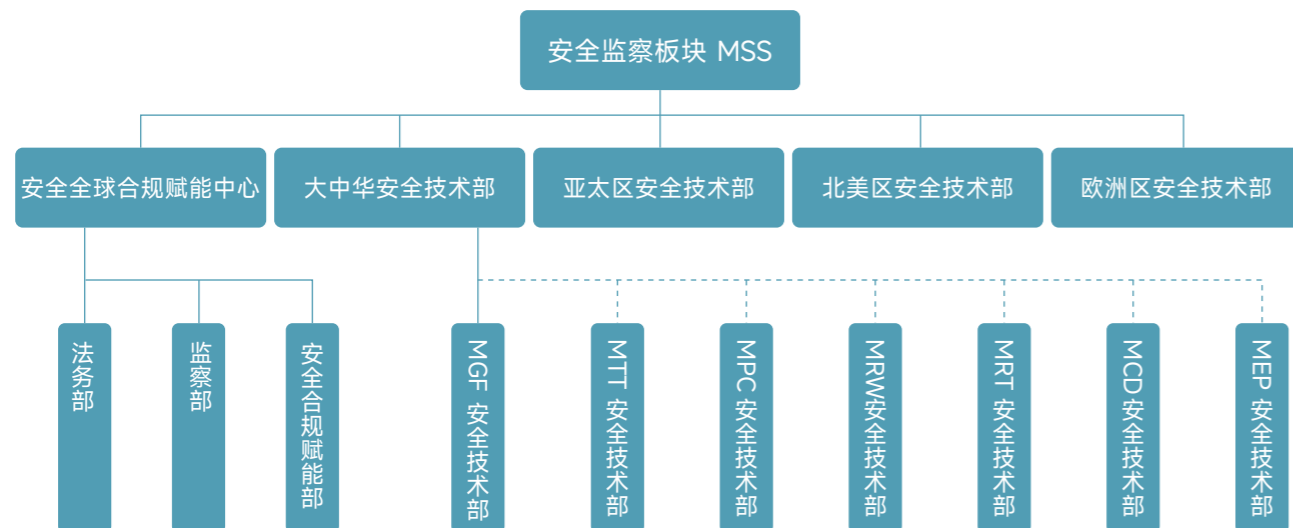 安全监察板块 MSS
安全全球合规赋能中心
大中华安全技术部
亚太区安全技术部
北美区安全技术部
欧洲区安全技术部
法务部
监察部
安全合规赋能部
MGF 安全技术部
MTT 安全技术部
MPC 安全技术部
MRW安全技术部
MRT 安全技术部
MCD安全技术部
MEP 安全技术部